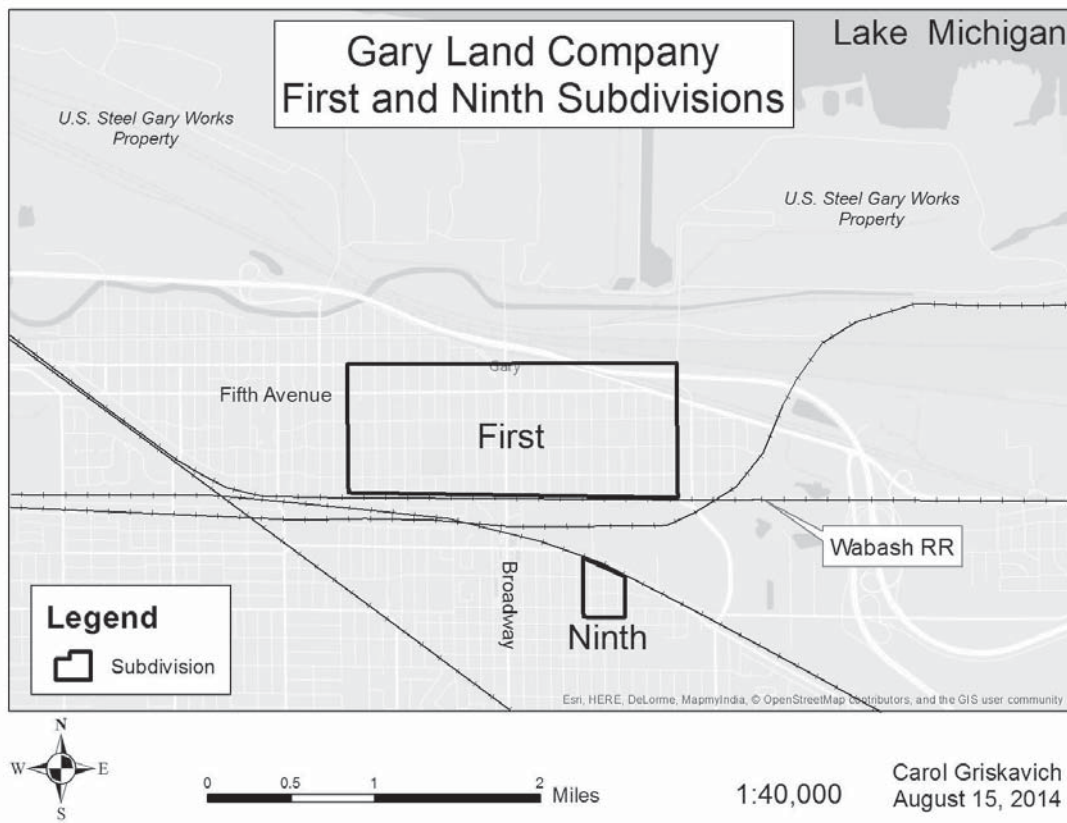 Gary Land Company
First and Ninth Subdivisions
Lake Michigan
U.S. Steel Gary Works
Property
U.S. Steel Gary Works
Property
Gary
Fifth Avenue
First
Wabash RR
Broadway
Ninth
Legend
Subdivision
Esri, HERE, DeLorme, MapmyIndia, © OpenStreetMap contributors, and the GIS user community
N
W E
S
0 0.5 1 2
Miles
1:40,000
Carol Griskavich
August 15, 2014